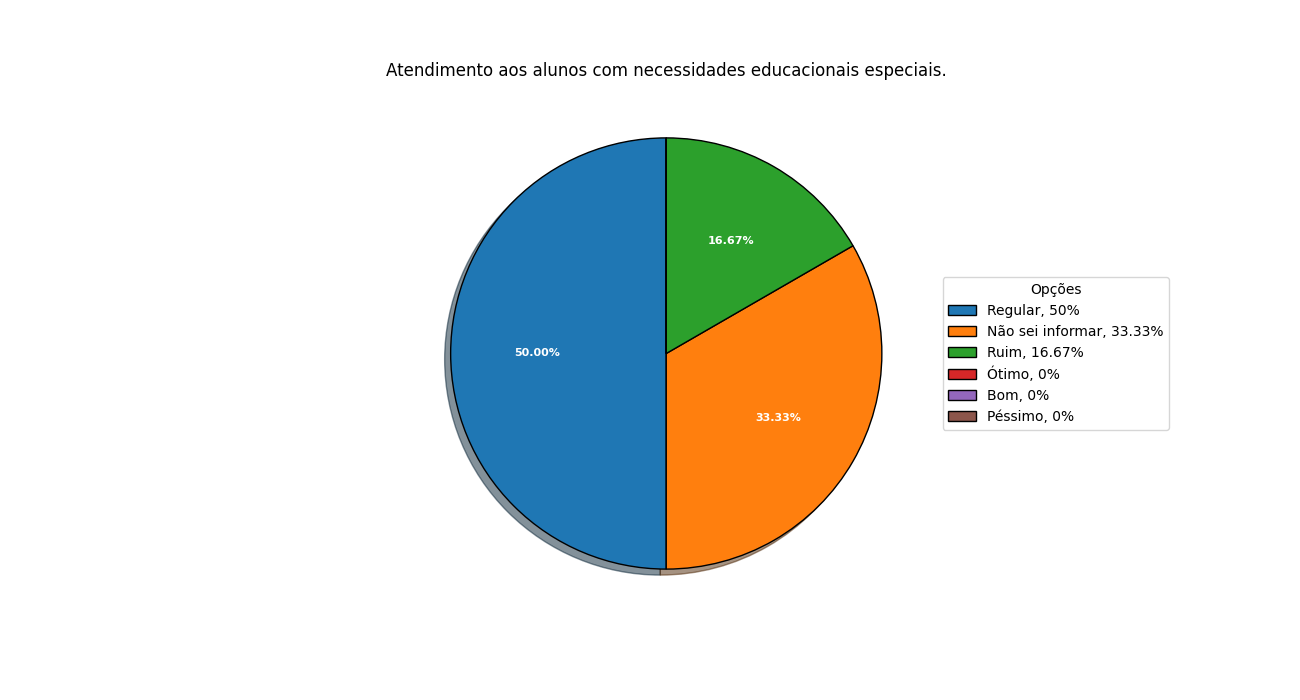 Atendimento aos alunos com necessidades educacionais especiais.
16.67%
50.00%
33.33%
Opções
Regular, 50%
Não sei informar, 33.33%
Ruim, 16.67%
Ótimo, 0%
Bom, 0%
Péssimo, 0%